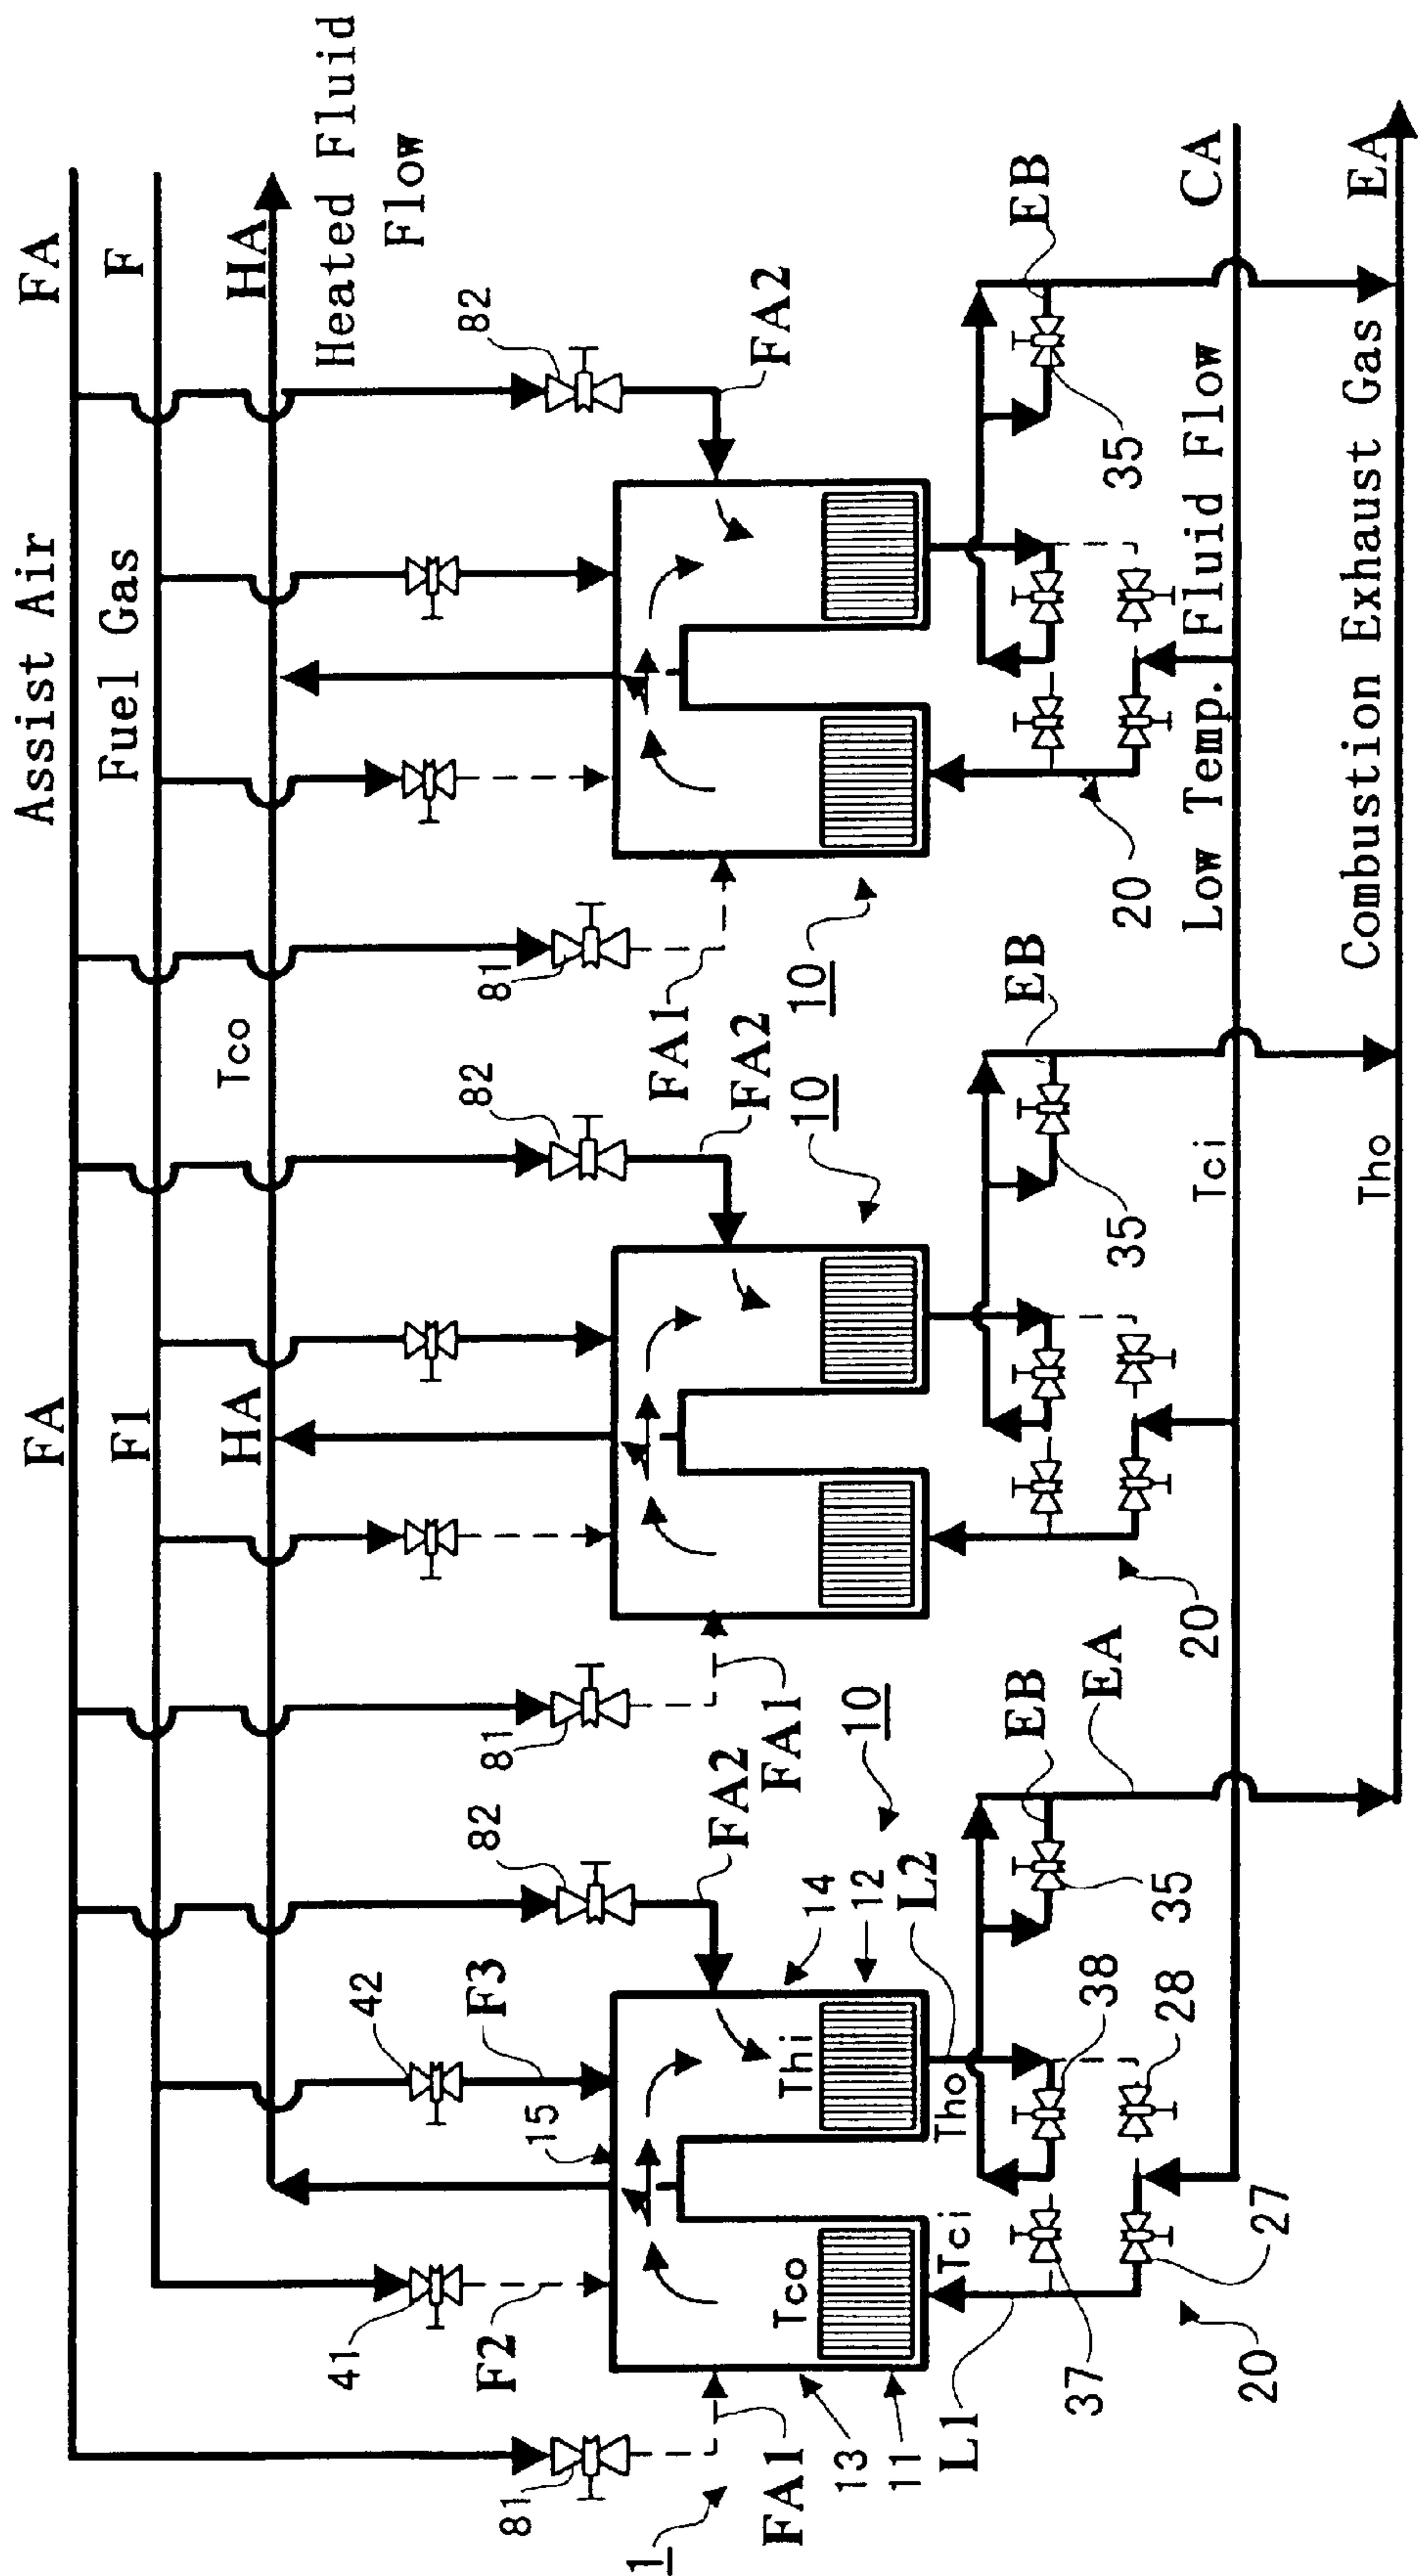 FA
Assist Air
FA
F1
Fuel Gas
F
HA
Tco
HA
Heated Fluid
Flow
41
42
F2
F3
82
82
82
81
15
81
81
1
FA1
FA2
FA1
FA2
FA1
FA2
Tco
Thi
13
14
10
10
10
11
12
L1
Tci
Tho
L2
EB
EB
EB
37
38
EA
35
35
35
28
20
27
20
20
Tci
Low Temp. Fluid Flow
CA
Tho
Combustion Exhaust Gas
EA